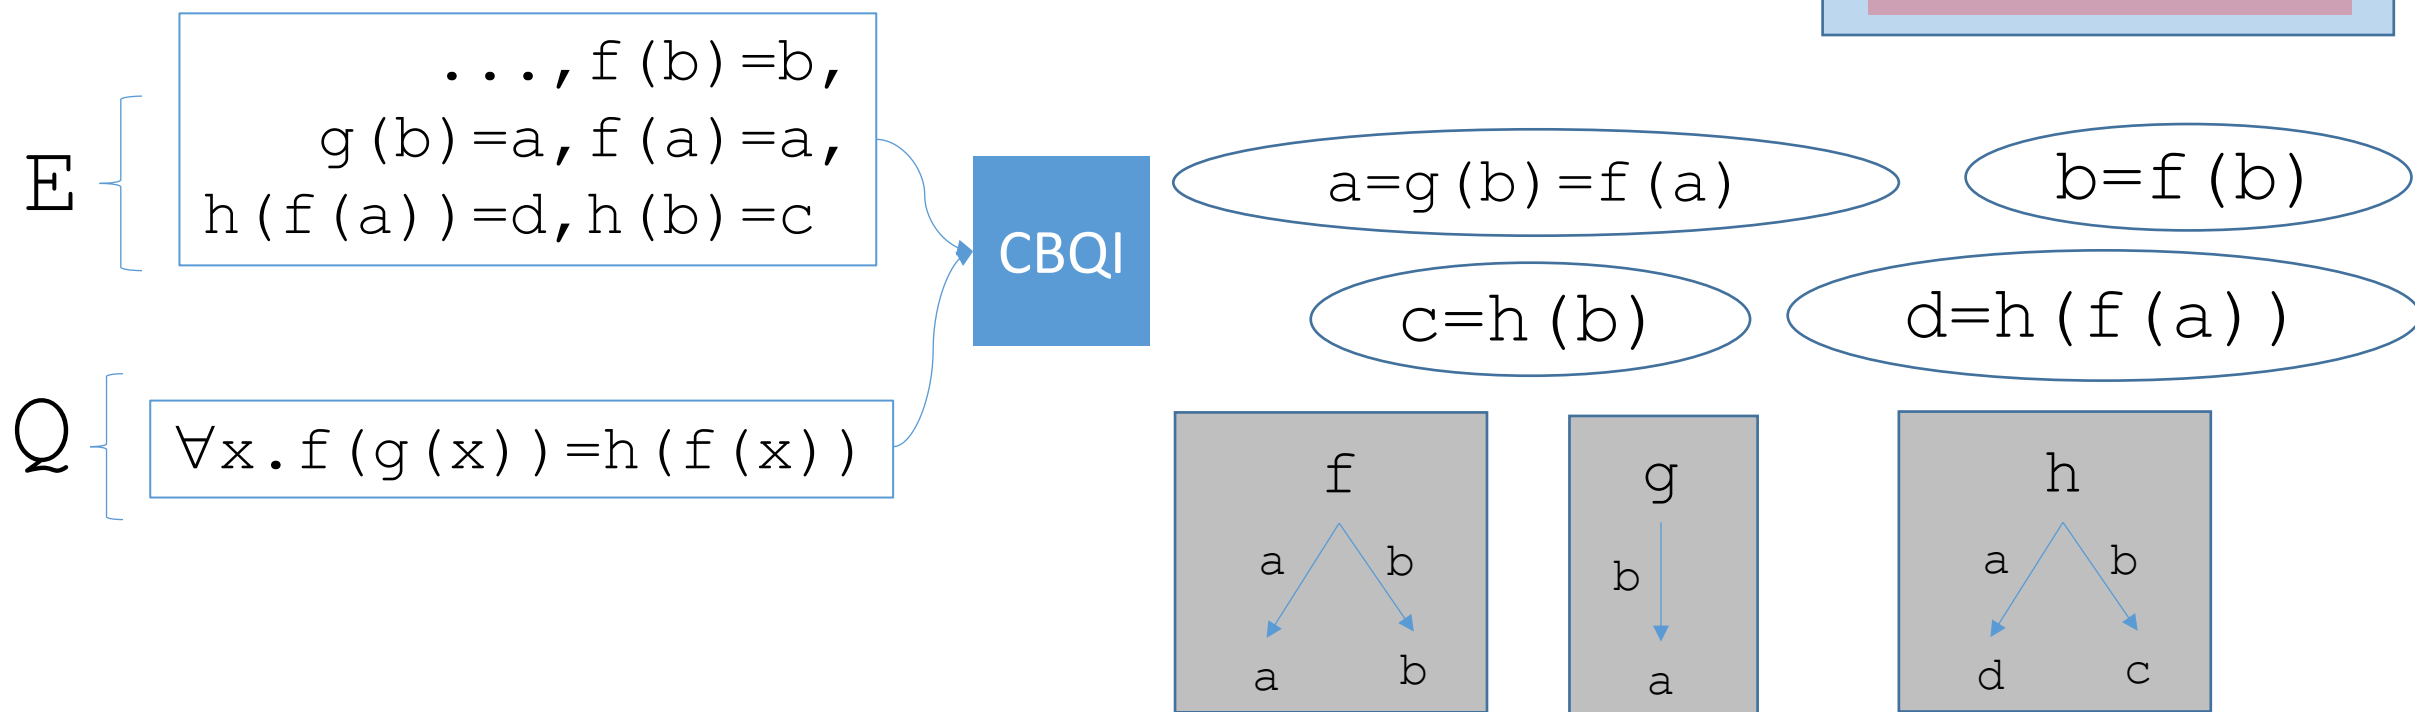 ...,f(b)=b,
g(b)=a,f(a)=a,
h(f(a))=d,h(b)=c
E
Q
∀x.f(g(x))=h(f(x))
CBQI
a=g(b)=f(a)
b=f(b)
c=h(b)
d=h(f(a))
f
a b
a b
g
b
a
h
a b
d c